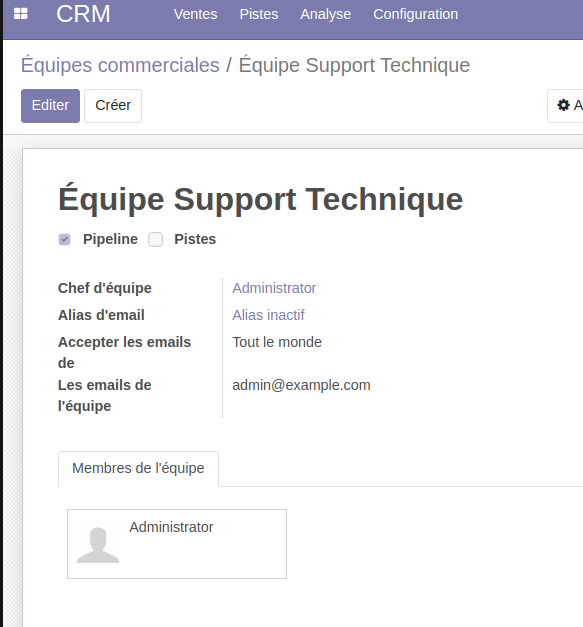 CRM Ventes Pistes Analyse Configuration
Équipes commerciales / Équipe Support Technique
Editer Créer A
Équipe Support Technique
Pipeline Pistes
Chef d'équipe Administrator
Alias d'email Alias inactif
Accepter les emails de Tout le monde
Les emails de l'équipe admin@example.com
Membres de l'équipe
Administrator